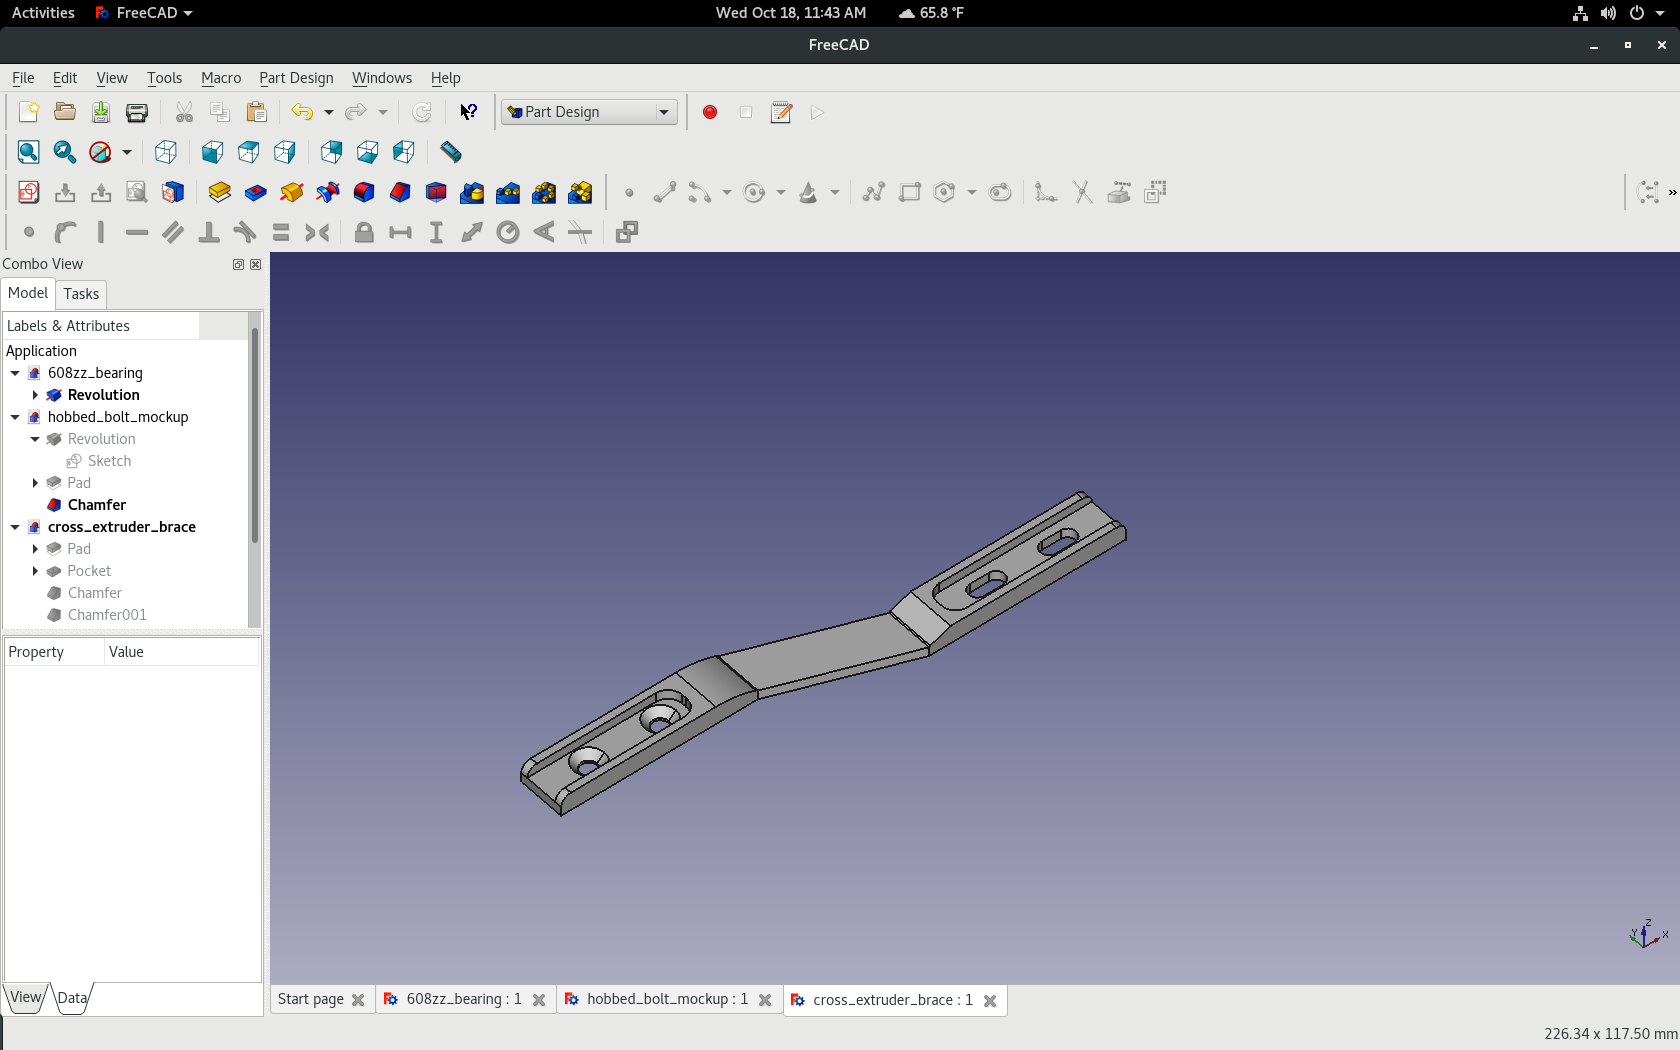 Activities FreeCAD Wed Oct 18, 11:43 AM 65.8 °F
FreeCAD
File Edit View Tools Macro Part Design Windows Help
Part Design
»
Combo View
Model Tasks
Labels & Attributes
Application
608zz_bearing
Revolution
hobbed_bolt_mockup
Revolution
Sketch
Pad
Chamfer
cross_extruder_brace
Pad
Pocket
Chamfer
Chamfer001
Property Value
Z
Y X
View Data
Start page 608zz_bearing : 1 hobbed_bolt_mockup : 1 cross_extruder_brace : 1
226.34 x 117.50 mm